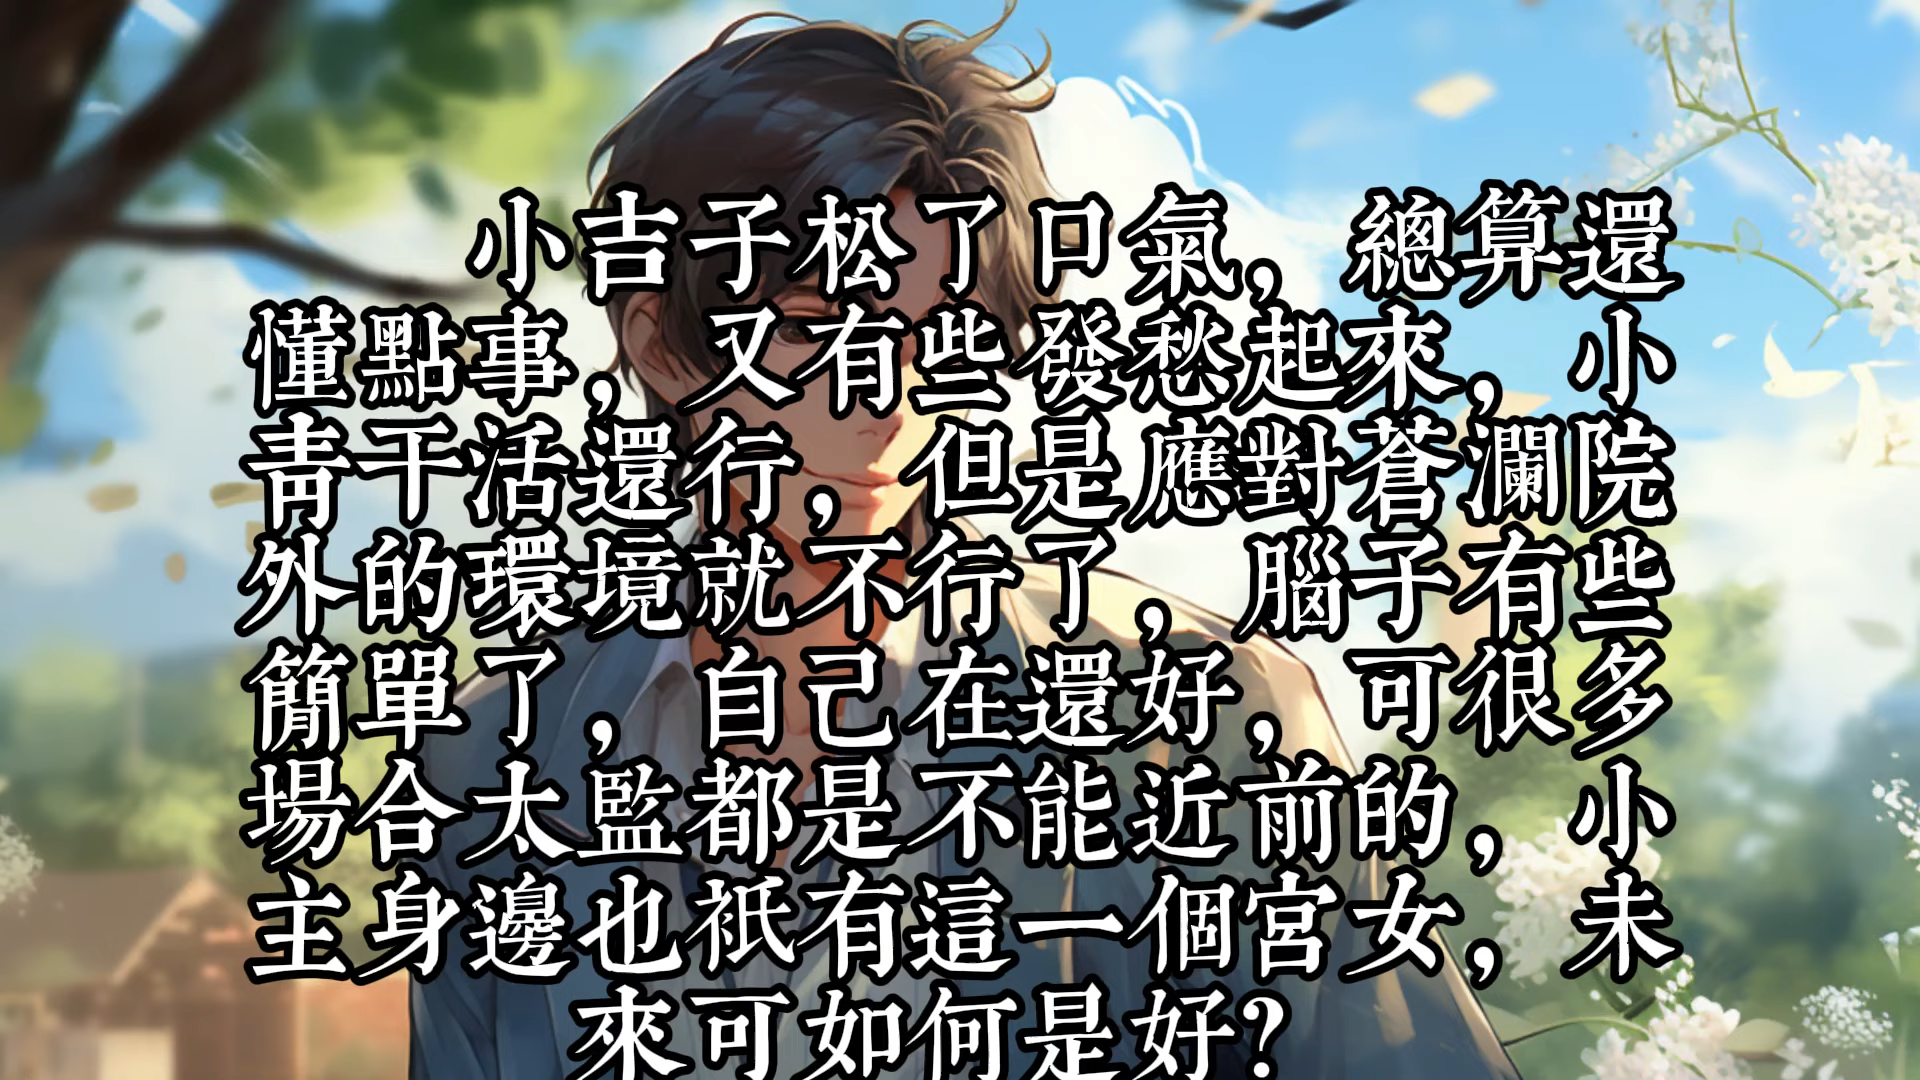 小吉子松了口氣，總算還
懂點事，又有些發愁起來，小
青干活還行，但是應對蒼瀾院
外的環境就不行了，腦子有些
簡單了，自己在還好，可很多
場合太監都是不能近前的，小
主身邊也衹有這一個宮女，未
來可如何是好？